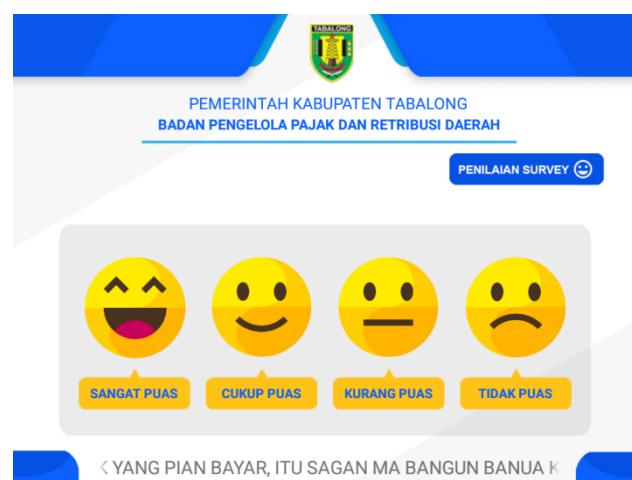 TABALONG
PEMERINTAH KABUPATEN TABALONG
BADAN PENGELOLA PAJAK DAN RETRIBUSI DAERAH
PENILAIAN SURVEY
SANGAT PUAS
CUKUP PUAS
KURANG PUAS
TIDAK PUAS
YANG PIAN BAYAR, ITU SAGAN MA BANGUN BANUA